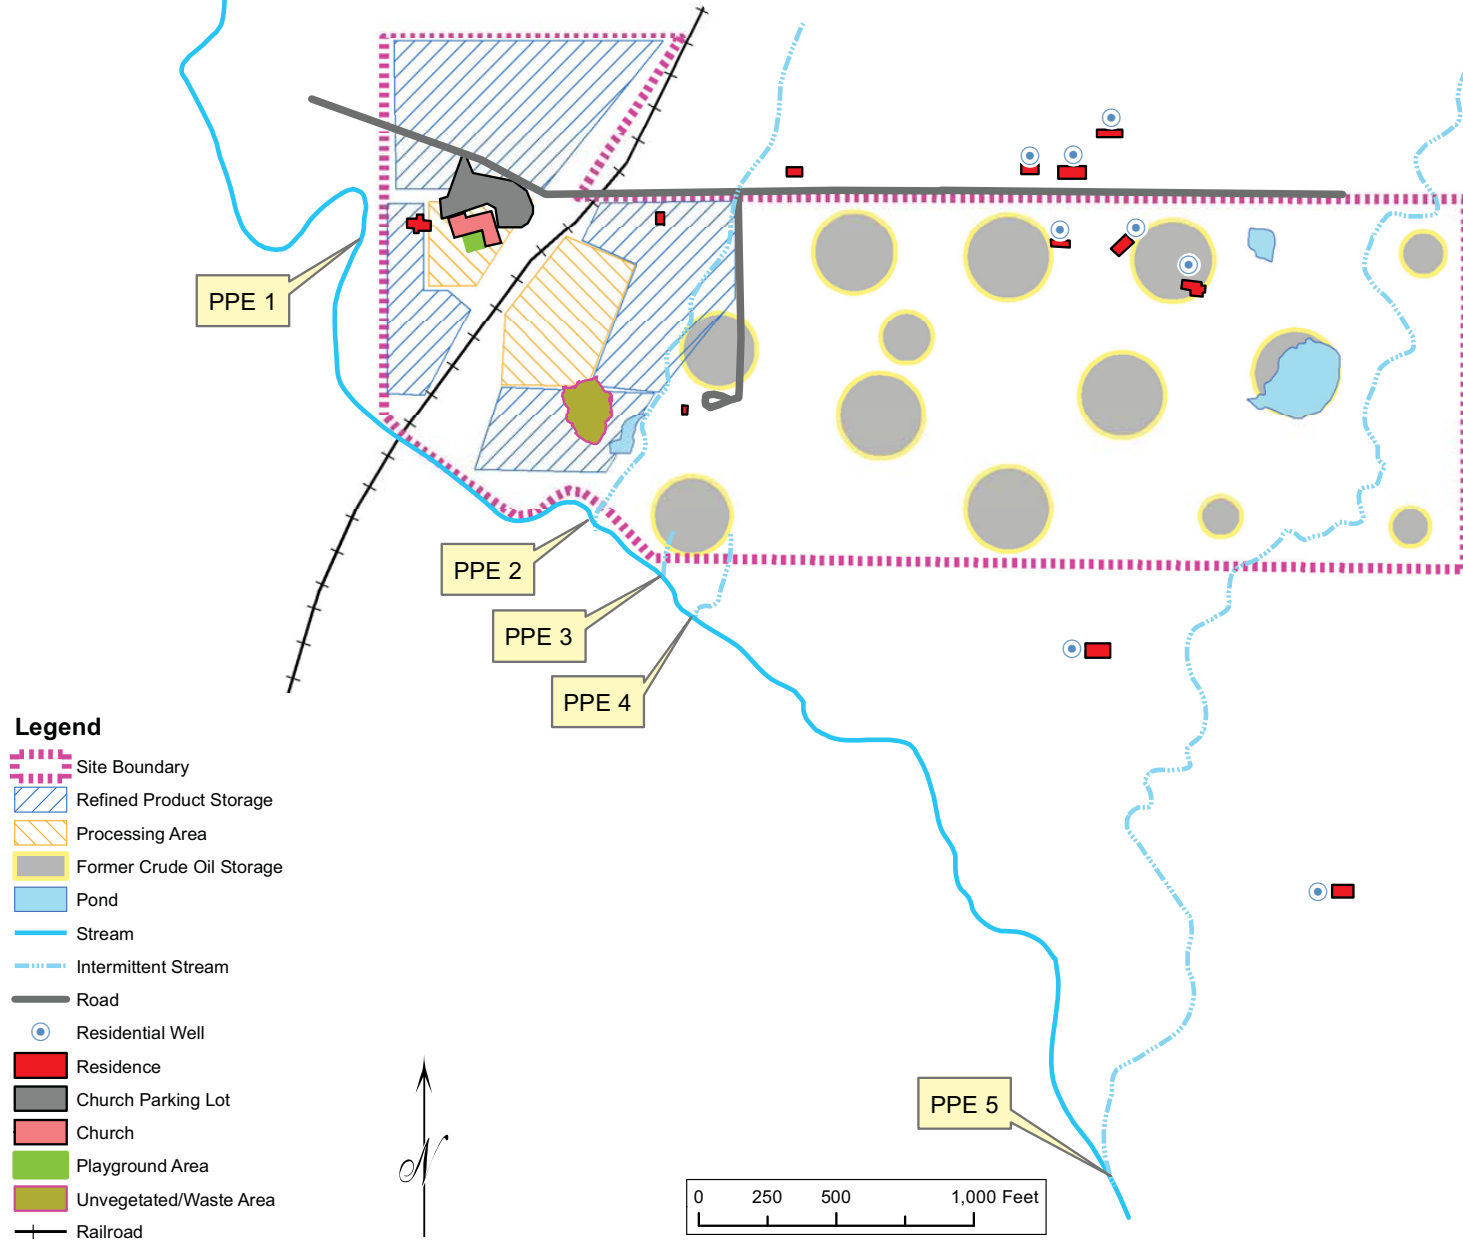 PPE 1
PPE 2
PPE 3
PPE 4
PPE 5
Legend
Site Boundary
Refined Product Storage
Processing Area
Former Crude Oil Storage
Pond
Stream
Intermittent Stream
Road
Residential Well
Residence
Church Parking Lot
Church
Playground Area
Unvegetated/Waste Area
Railroad
N
0 250 500 1,000 Feet